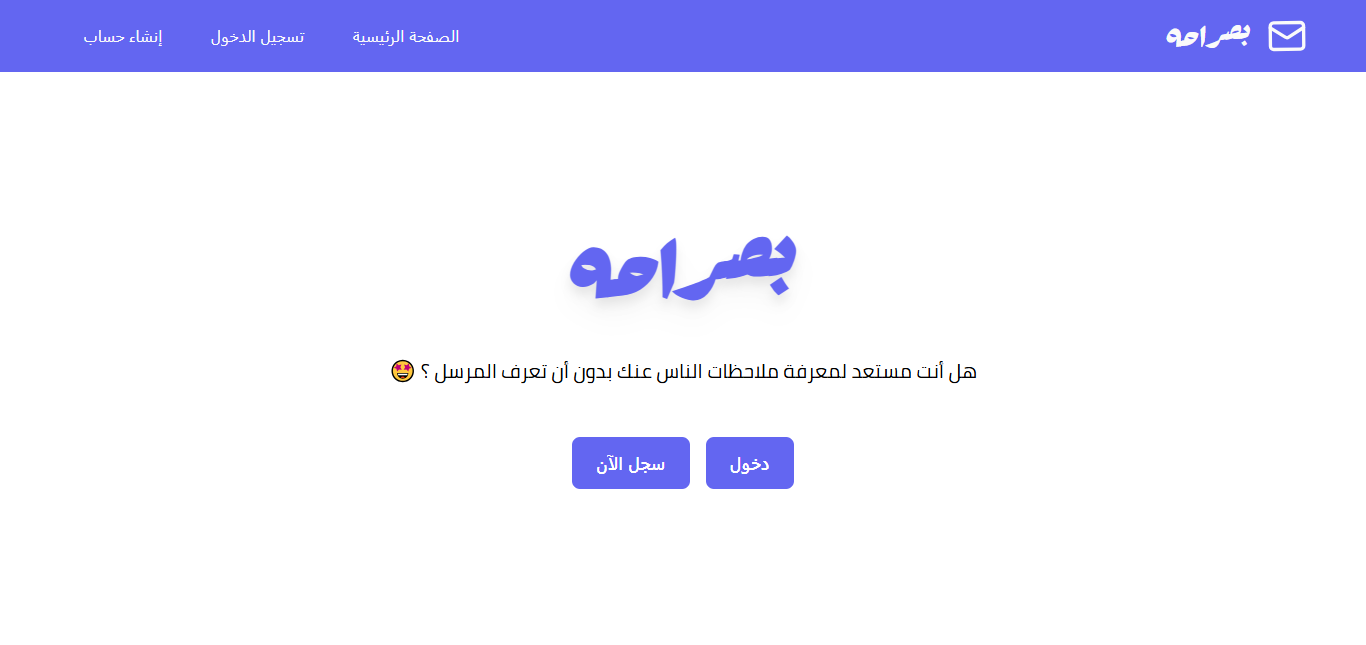 بصراحه
الصفحة الرئيسية
تسجيل الدخول
إنشاء حساب
بصراحه
هل أنت مستعد لمعرفة ملاحظات الناس عنك بدون أن تعرف المرسل ؟ 🤩
دخول
سجل الآن